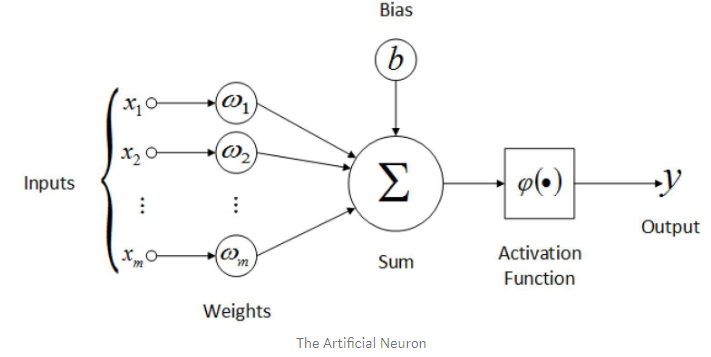 Bias
b
x₁ ω₁
x₂ ω₂
Inputs
⋮ ⋮
Σ
φ(•)
y
Output
xₘ ωₘ
Sum
Activation
Function
Weights
The Artificial Neuron